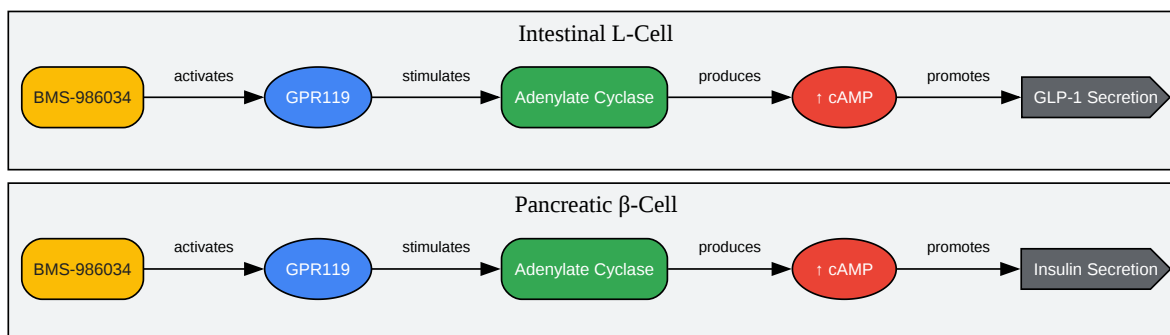 Intestinal L-Cell
activates
stimulates
produces
promotes
BMS-986034
GPR119
Adenylate Cyclase
↑ cAMP
GLP-1 Secretion
Pancreatic β-Cell
activates
stimulates
produces
promotes
BMS-986034
GPR119
Adenylate Cyclase
↑ cAMP
Insulin Secretion